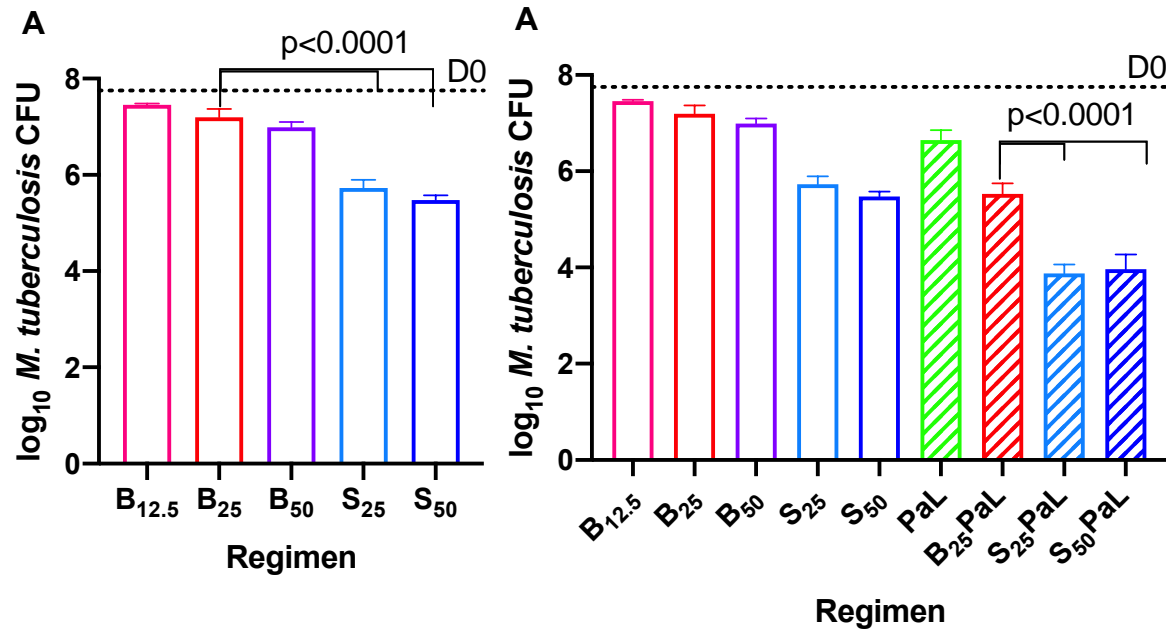 A
p<0.0001
D0
8
6
4
2
0
log₁₀ M. tuberculosis CFU
B₁₂.₅ B₂₅ B₅₀ S₂₅ S₅₀
Regimen
A
D0
p<0.0001
8
6
4
2
0
log₁₀ M. tuberculosis CFU
B₁₂.₅ B₂₅ B₅₀ S₂₅ S₅₀ PaL B₂₅PaL S₂₅PaL S₅₀PaL
Regimen